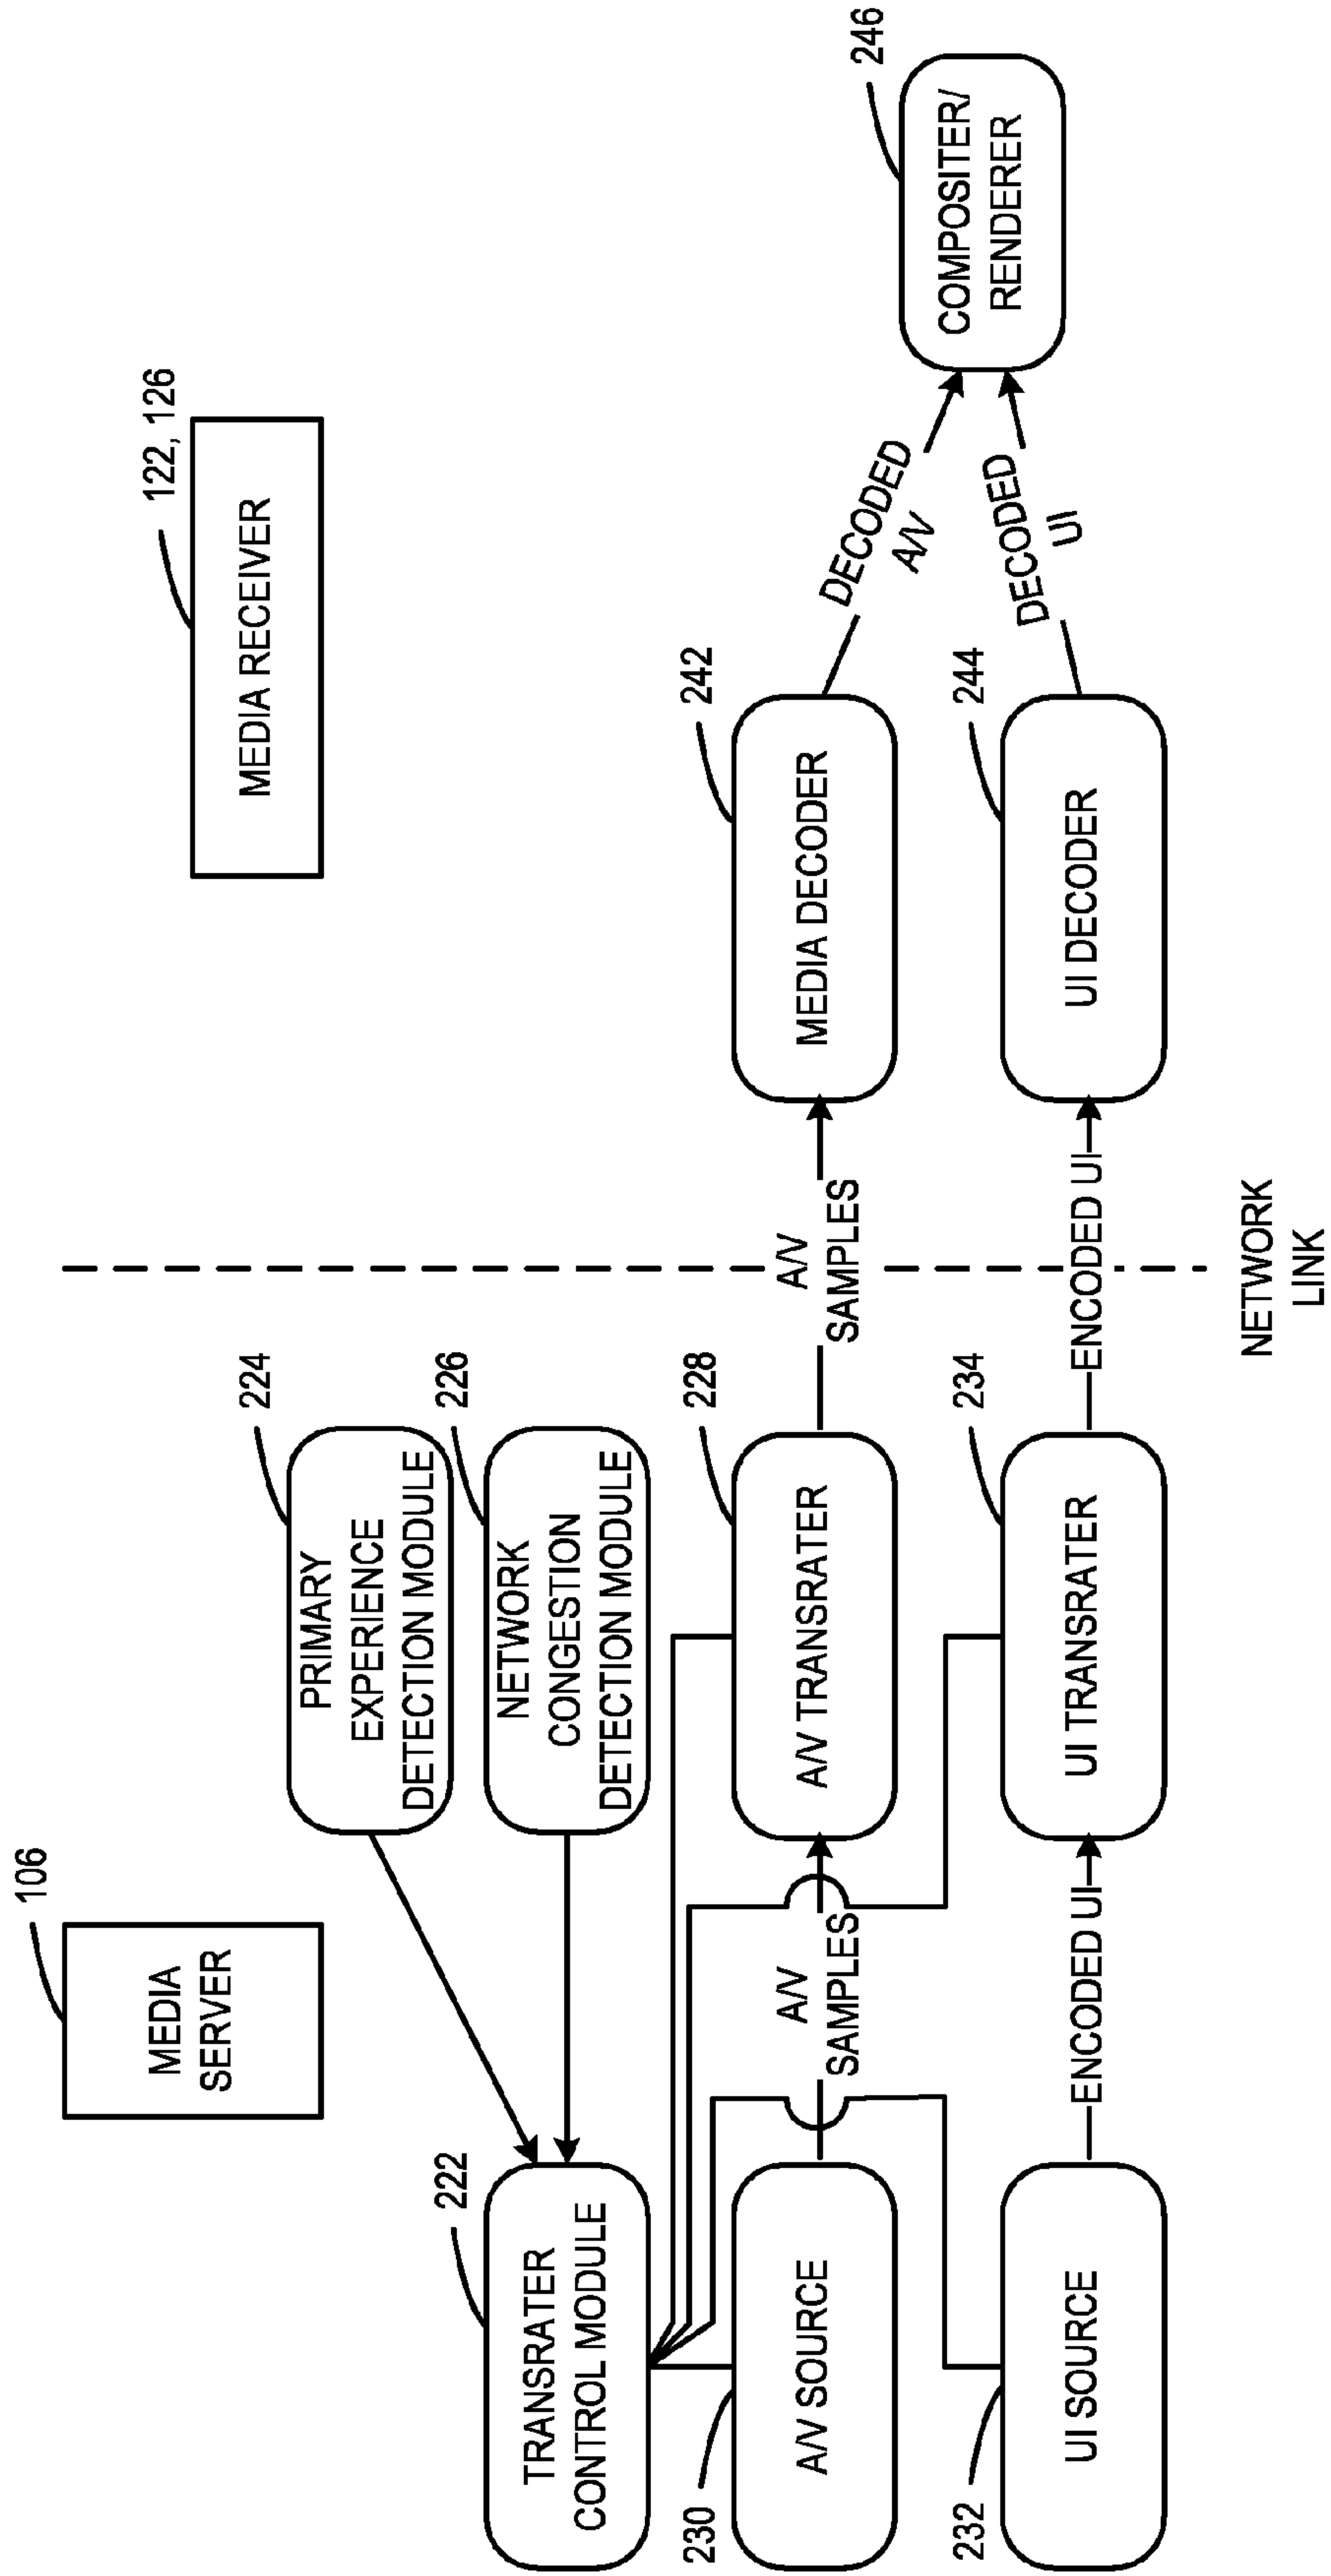 106
MEDIA
SERVER
122, 126
MEDIA RECEIVER
224
PRIMARY
EXPERIENCE
DETECTION MODULE
222
TRANSRATER
CONTROL MODULE
226
NETWORK
CONGESTION
DETECTION MODULE
230
A/V SOURCE
A/V
SAMPLES
228
A/V TRANSRATER
A/V
SAMPLES
242
MEDIA DECODER
DECODED
A/V
232
UI SOURCE
ENCODED UI
234
UI TRANSRATER
ENCODED UI
244
UI DECODER
DECODED
UI
246
COMPOSITER/
RENDERER
NETWORK
LINK